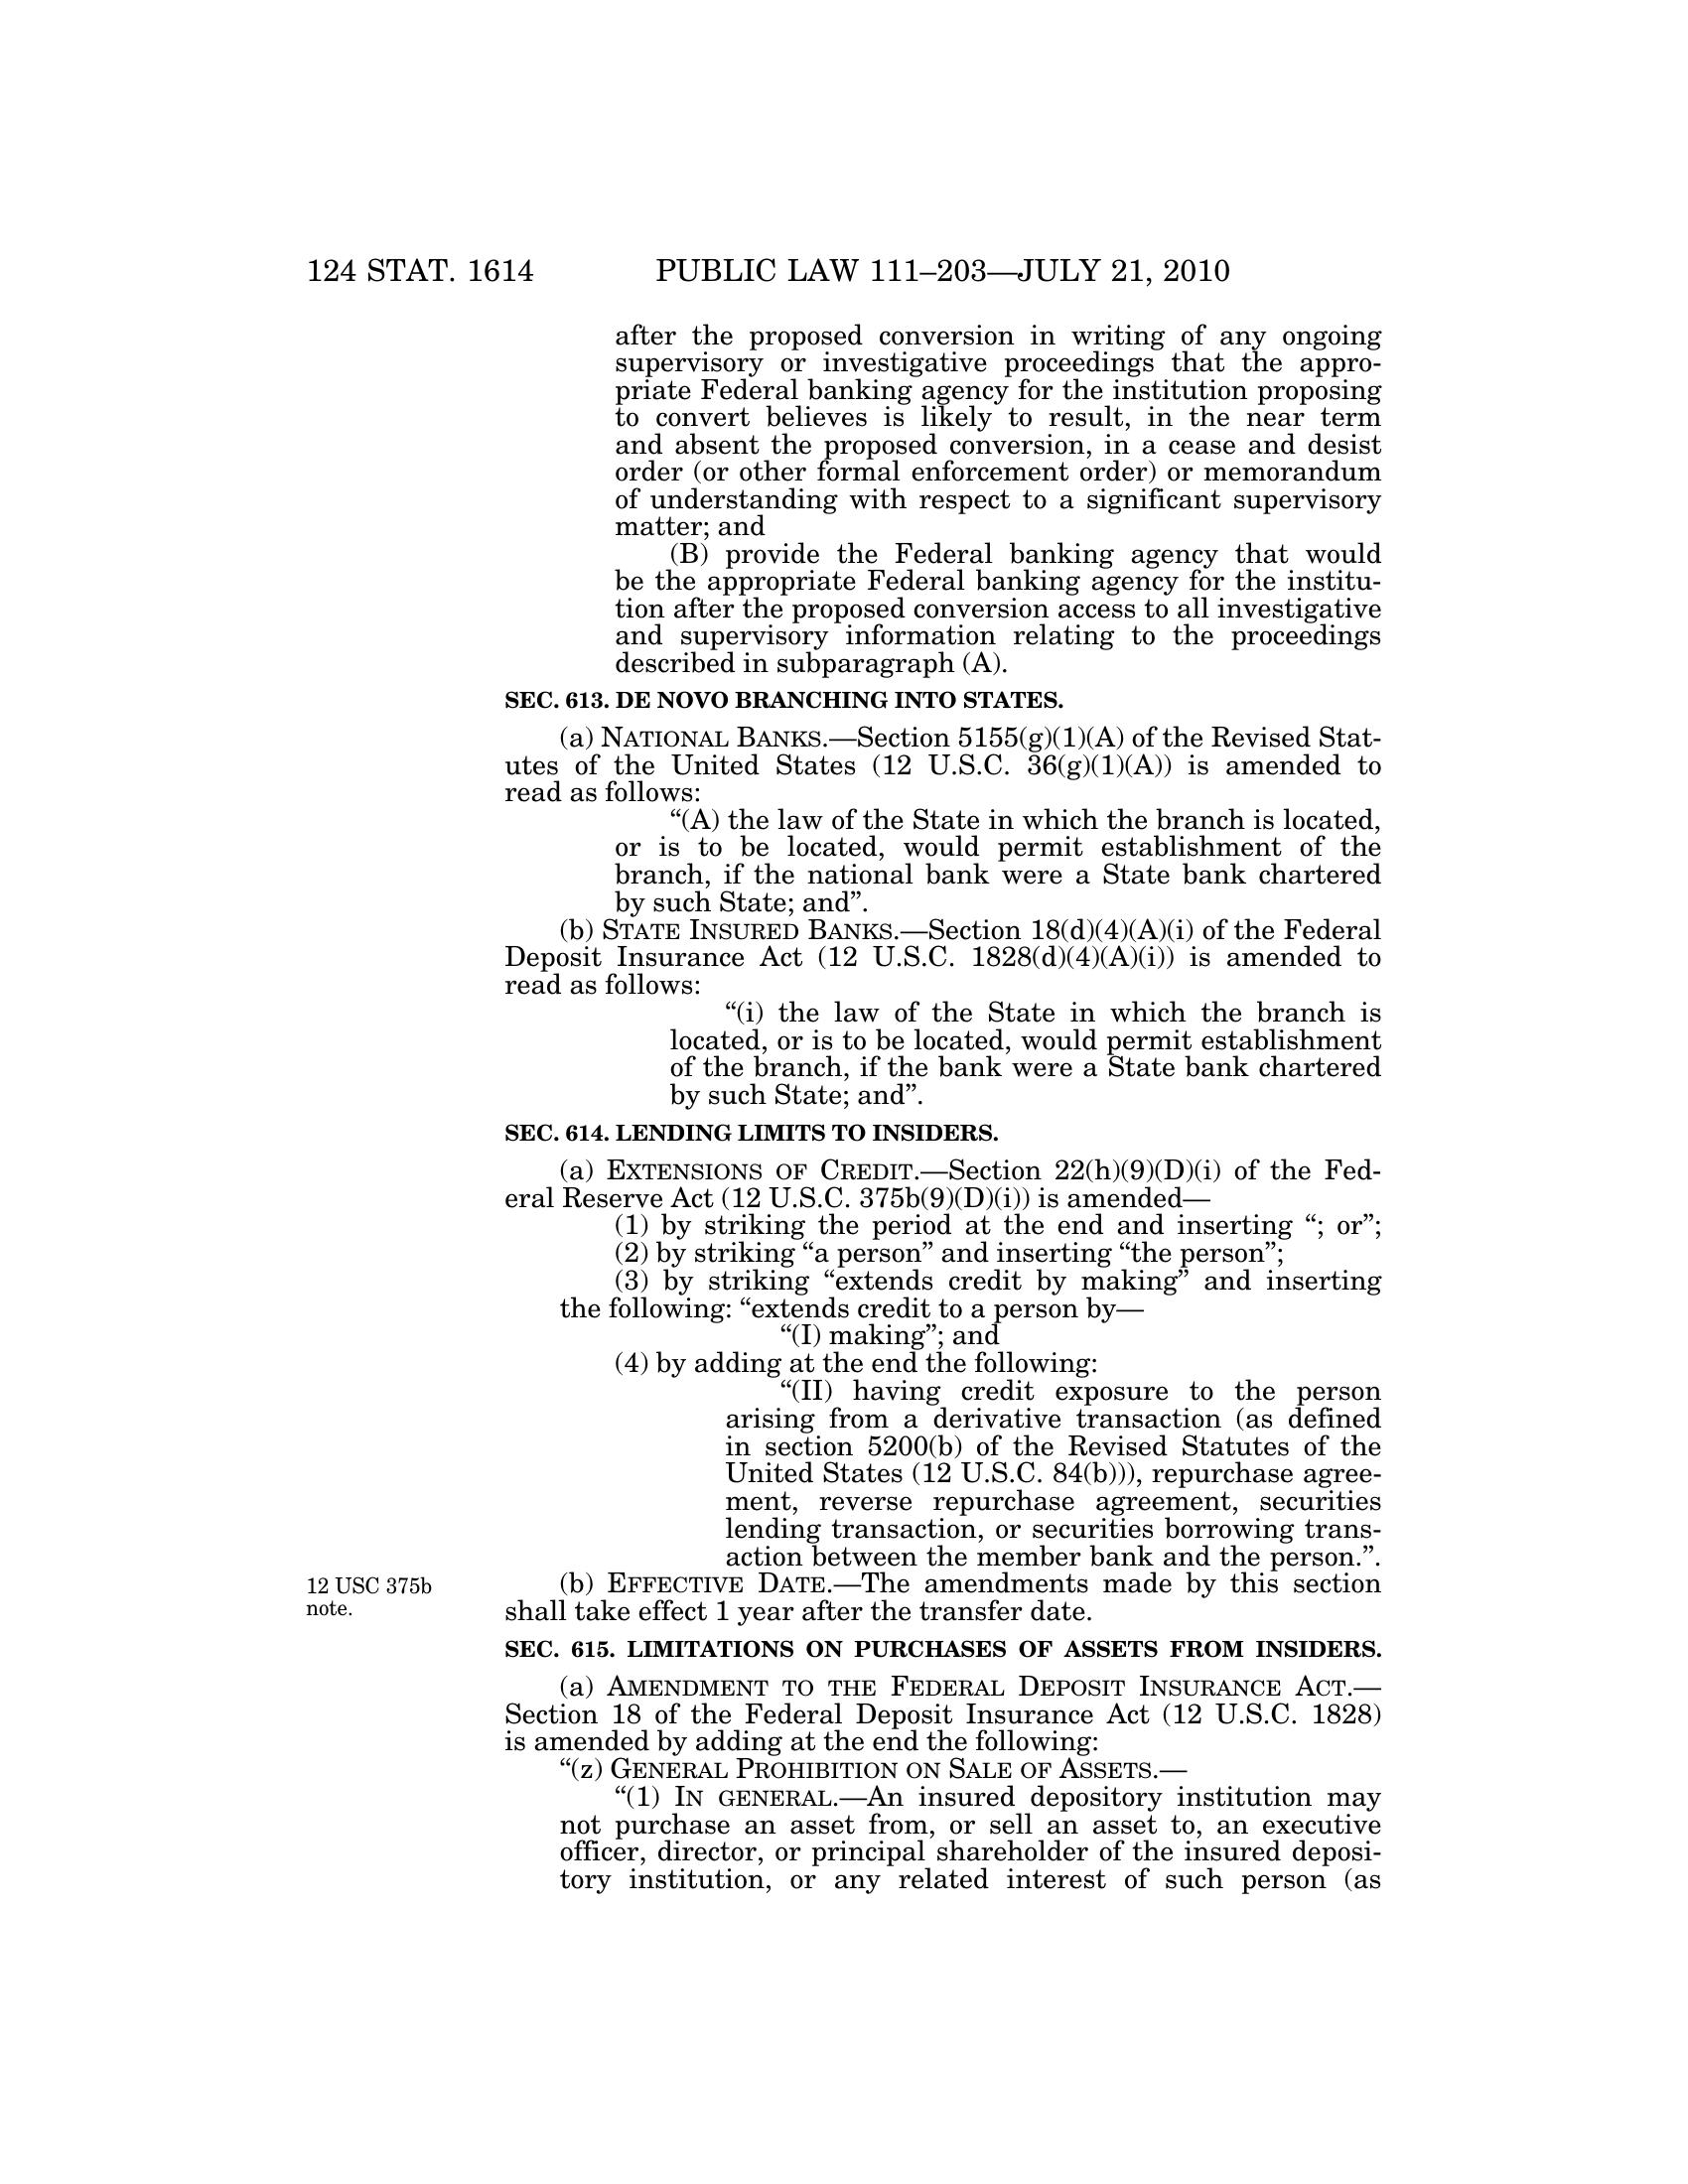 124 STAT. 1614 PUBLIC LAW 111–203—JULY 21, 2010
after the proposed conversion in writing of any ongoing
supervisory or investigative proceedings that the appro-
priate Federal banking agency for the institution proposing
to convert believes is likely to result, in the near term
and absent the proposed conversion, in a cease and desist
order (or other formal enforcement order) or memorandum
of understanding with respect to a significant supervisory
matter; and
(B) provide the Federal banking agency that would
be the appropriate Federal banking agency for the institu-
tion after the proposed conversion access to all investigative
and supervisory information relating to the proceedings
described in subparagraph (A).
SEC. 613. DE NOVO BRANCHING INTO STATES.
(a) NATIONAL BANKS.—Section 5155(g)(1)(A) of the Revised Stat-
utes of the United States (12 U.S.C. 36(g)(1)(A)) is amended to
read as follows:
“(A) the law of the State in which the branch is located,
or is to be located, would permit establishment of the
branch, if the national bank were a State bank chartered
by such State; and”.
(b) STATE INSURED BANKS.—Section 18(d)(4)(A)(i) of the Federal
Deposit Insurance Act (12 U.S.C. 1828(d)(4)(A)(i)) is amended to
read as follows:
“(i) the law of the State in which the branch is
located, or is to be located, would permit establishment
of the branch, if the bank were a State bank chartered
by such State; and”.
SEC. 614. LENDING LIMITS TO INSIDERS.
(a) EXTENSIONS OF CREDIT.—Section 22(h)(9)(D)(i) of the Fed-
eral Reserve Act (12 U.S.C. 375b(9)(D)(i)) is amended—
(1) by striking the period at the end and inserting “; or”;
(2) by striking “a person” and inserting “the person”;
(3) by striking “extends credit by making” and inserting
the following: “extends credit to a person by—
“(I) making”; and
(4) by adding at the end the following:
“(II) having credit exposure to the person
arising from a derivative transaction (as defined
in section 5200(b) of the Revised Statutes of the
United States (12 U.S.C. 84(b))), repurchase agree-
ment, reverse repurchase agreement, securities
lending transaction, or securities borrowing trans-
action between the member bank and the person.”.
(b) EFFECTIVE DATE.—The amendments made by this section
shall take effect 1 year after the transfer date.
12 USC 375b
note.
SEC. 615. LIMITATIONS ON PURCHASES OF ASSETS FROM INSIDERS.
(a) AMENDMENT TO THE FEDERAL DEPOSIT INSURANCE ACT.—
Section 18 of the Federal Deposit Insurance Act (12 U.S.C. 1828)
is amended by adding at the end the following:
“(z) GENERAL PROHIBITION ON SALE OF ASSETS.—
“(1) IN GENERAL.—An insured depository institution may
not purchase an asset from, or sell an asset to, an executive
officer, director, or principal shareholder of the insured deposi-
tory institution, or any related interest of such person (as